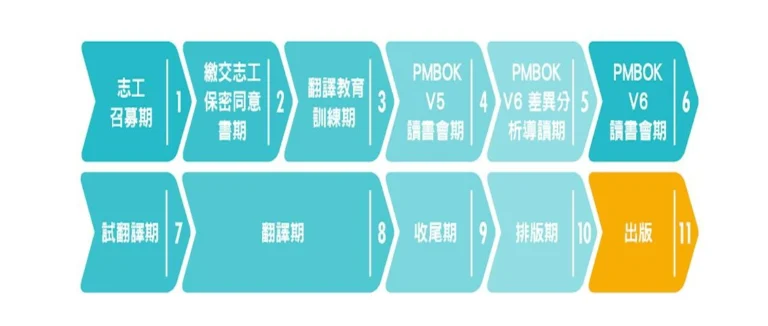 志工
召募期
1
繳交志工
保密同意
書期
2
翻譯教育
訓練期
3
PMBOK
V5
讀書會期
4
PMBOK
V6 差異分
析導讀期
5
PMBOK
V6
讀書會期
6
試翻譯期
7
翻譯期
8
收尾期
9
排版期
10
出版
11